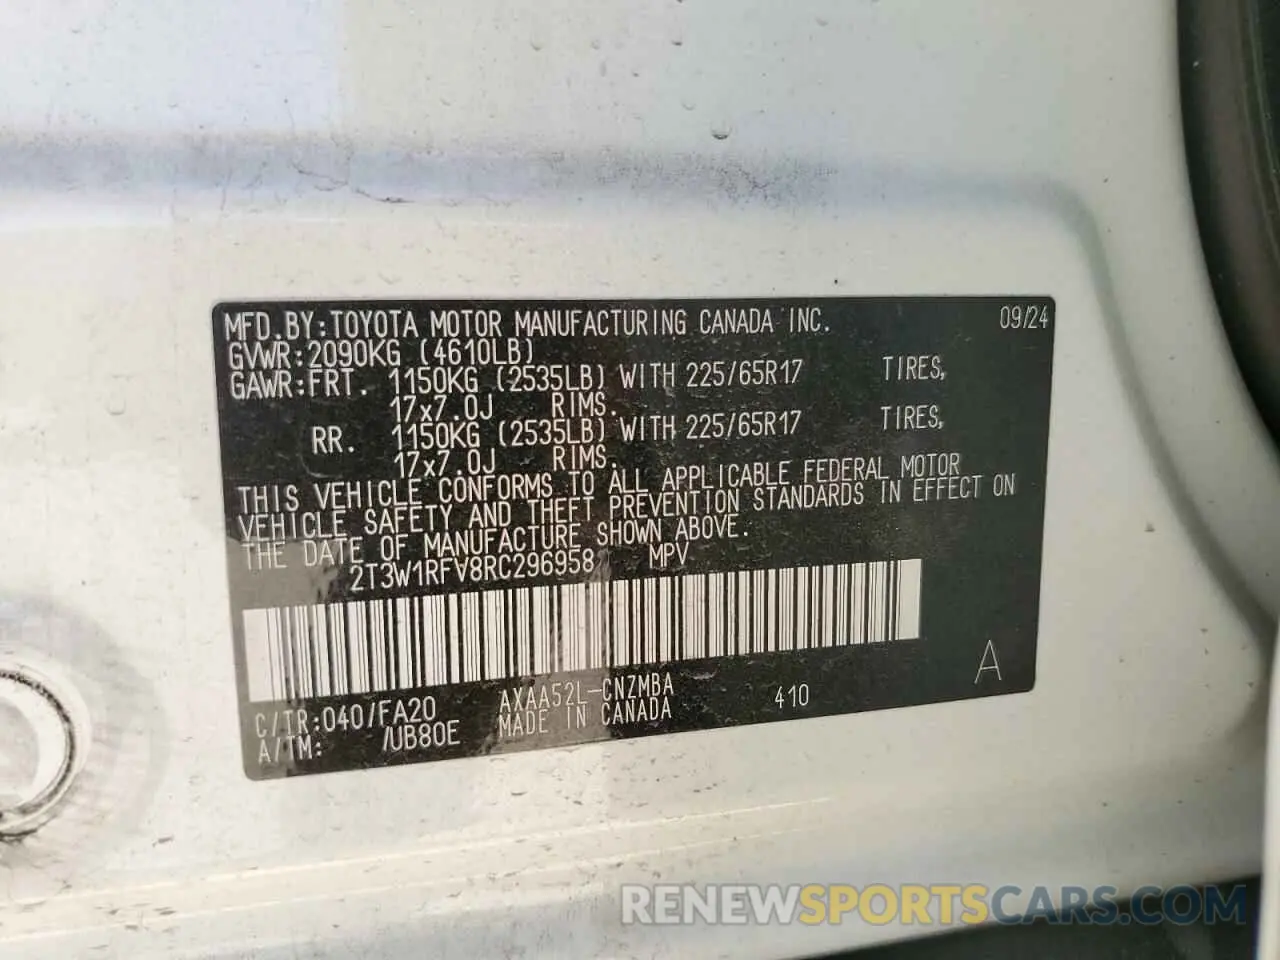 MFD.BY:TOYOTA MOTOR MANUFACTURING CANADA INC. 09/24
GVWR:2090KG (4610LB)
GAWR:FRT. 1150KG (2535LB) WITH 225/65R17 TIRES,
17x7.0J RIMS.
RR. 1150KG (2535LB) WITH 225/65R17 TIRES,
17x7.0J RIMS.
THIS VEHICLE CONFORMS TO ALL APPLICABLE FEDERAL MOTOR
VEHICLE SAFETY AND THEFT PREVENTION STANDARDS IN EFFECT ON
THE DATE OF MANUFACTURE SHOWN ABOVE.
2T3W1RFV8RC296958 MPV
A
C/TR:040/FA20 AXAA52L-CNZMBA 410
A/TM: /UB80E MADE IN CANADA
RENEWSPORTSCARS.COM